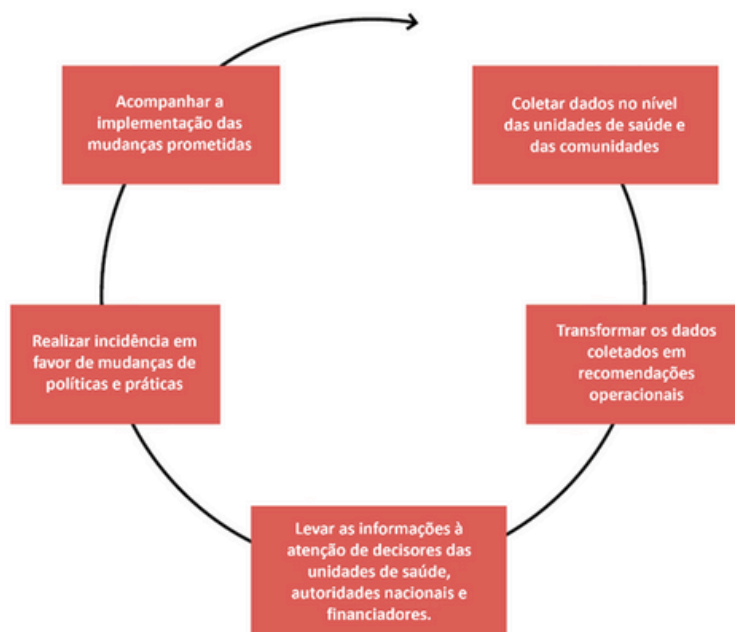 Coletar dados no nível
das unidades de saúde e
das comunidades
Transformar os dados
coletados em
recomendações
operacionais
Levar as informações à
atenção de decisores das
unidades de saúde,
autoridades nacionais e
financiadores.
Realizar incidência em
favor de mudanças de
políticas e práticas
Acompanhar a
implementação das
mudanças prometidas